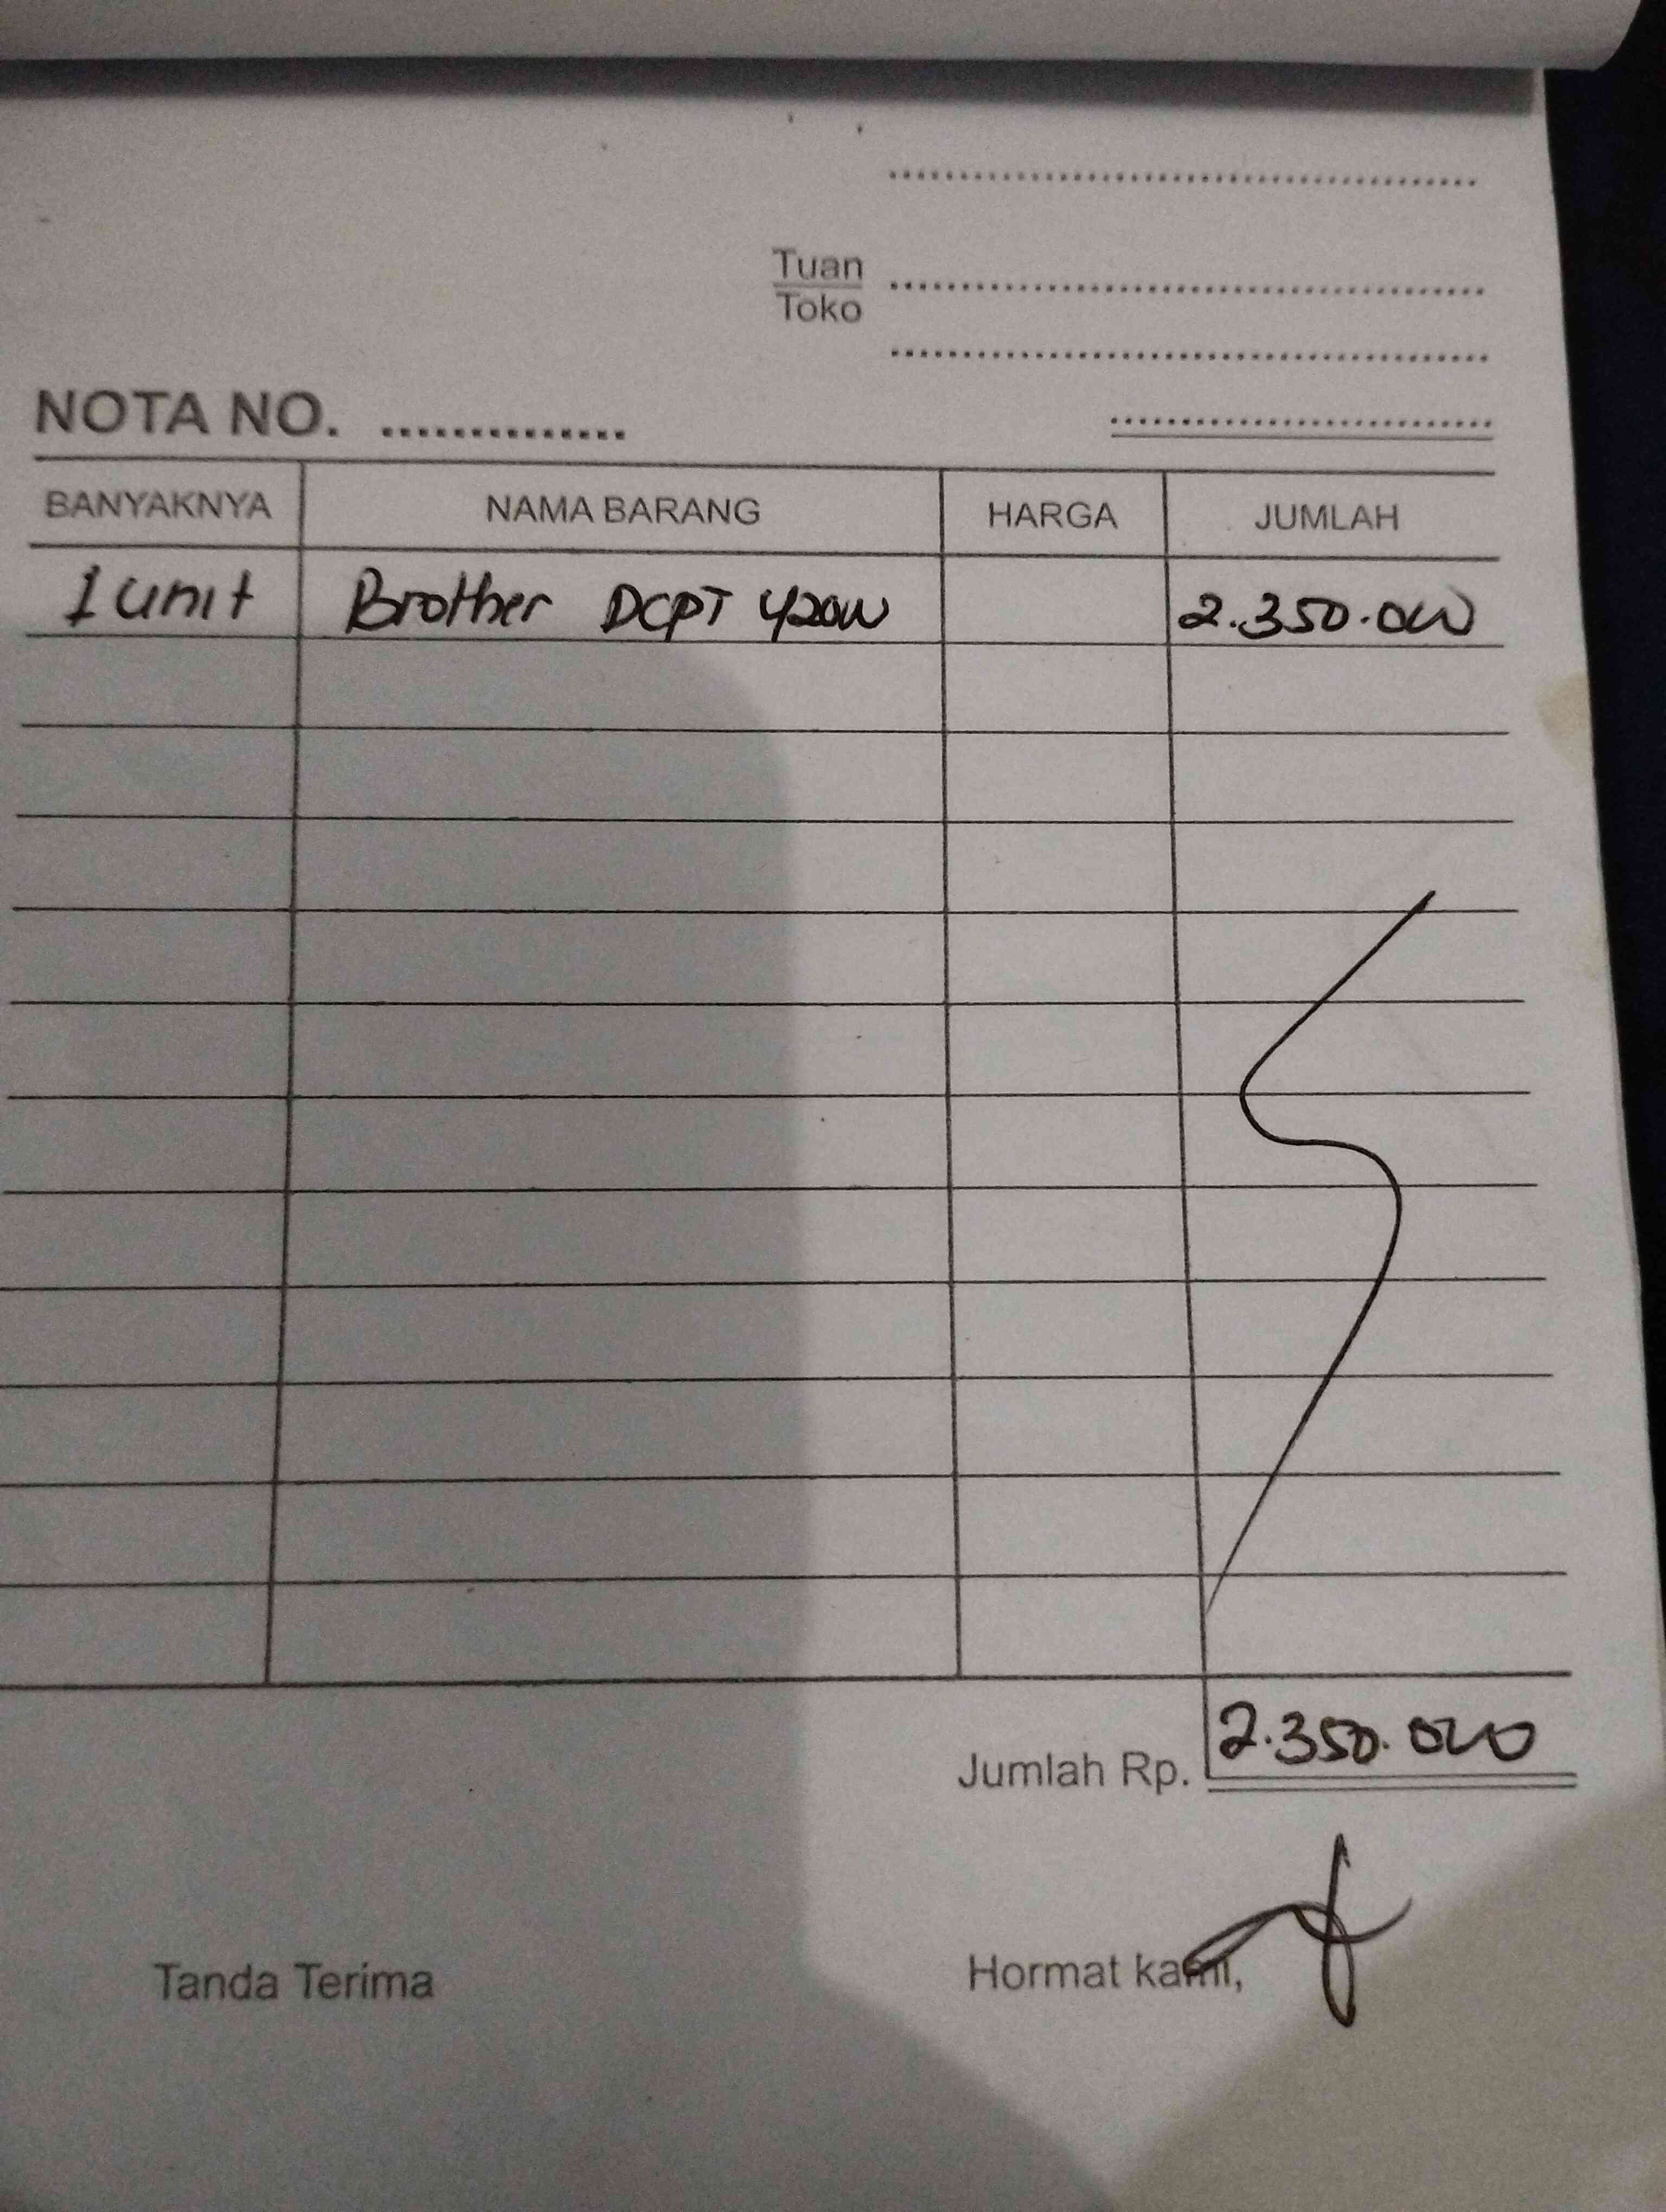 Tuan
Toko
NOTA NO. ..............
BANYAKNYA NAMA BARANG HARGA JUMLAH
1 unit Brother DCPT 420W 2.350.000
Jumlah Rp. 2.350.000
Tanda Terima Hormat kami,